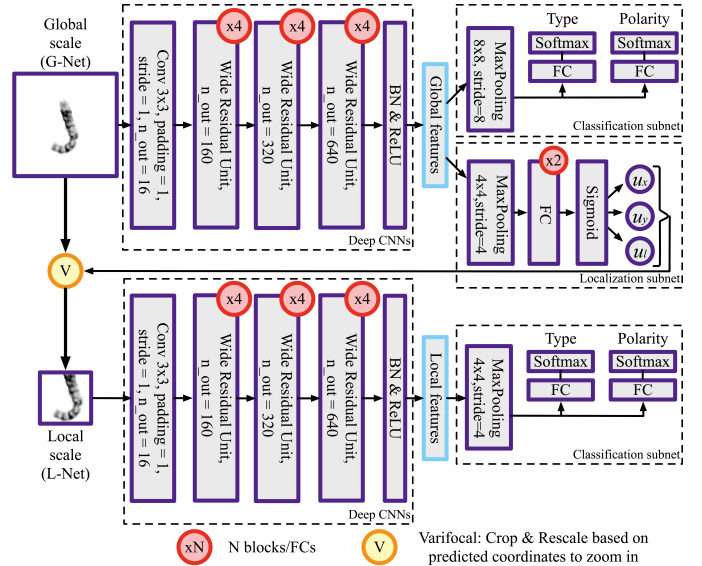 Global
scale
(G-Net)
Conv 3x3, padding = 1,
stride = 1, n_out = 16
x4
Wide Residual Unit,
n_out = 160
x4
Wide Residual Unit,
n_out = 320
x4
Wide Residual Unit,
n_out = 640
BN & ReLU
Deep CNNs
Global features
MaxPooling
8x8, stride=8
Type
Softmax
FC
Polarity
Softmax
FC
Classification subnet
MaxPooling
4x4,stride=4
x2
FC
Sigmoid
ux
uy
ul
Localization subnet
V
Local
scale
(L-Net)
Conv 3x3, padding = 1,
stride = 1, n_out = 16
x4
Wide Residual Unit,
n_out = 160
x4
Wide Residual Unit,
n_out = 320
x4
Wide Residual Unit,
n_out = 640
BN & ReLU
Deep CNNs
Local features
MaxPooling
4x4,stride=4
Type
Softmax
FC
Polarity
Softmax
FC
Classification subnet
xN
N blocks/FCs
V
Varifocal: Crop & Rescale based on
predicted coordinates to zoom in